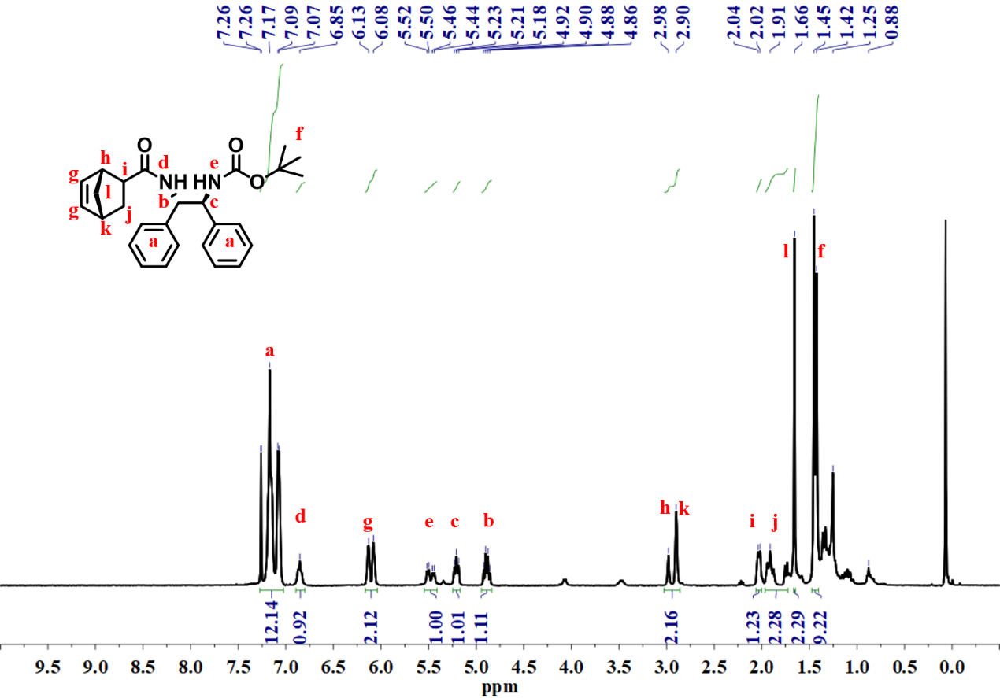 7.26 7.26 7.17 7.09 7.07 6.85 6.13 6.08 5.52 5.50 5.46 5.44 5.23 5.21 5.18 4.92 4.90 4.88 4.86 2.98 2.90 2.04 2.02 1.91 1.66 1.45 1.42 1.25 0.88
f
O O
h i d e
g NH HN O
l b c
g j
k a a
l f
a
d g e c b h k i j
12.14 0.92 2.12 1.00 1.01 1.11 2.16 1.23 2.28 2.29 9.22
9.5 9.0 8.5 8.0 7.5 7.0 6.5 6.0 5.5 5.0 4.5 4.0 3.5 3.0 2.5 2.0 1.5 1.0 0.5 0.0
ppm